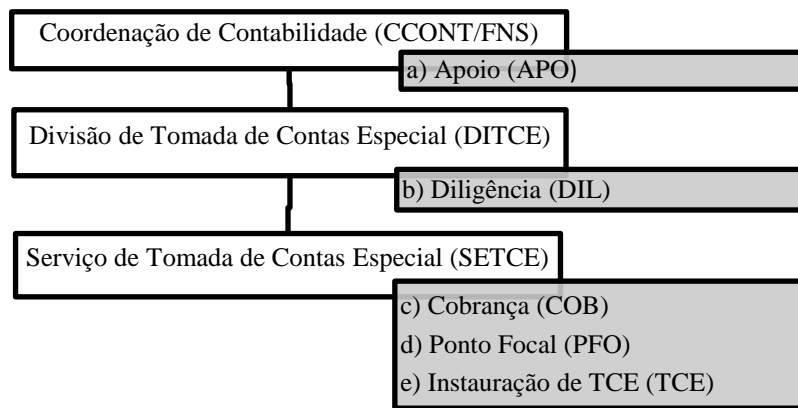 Coordenação de Contabilidade (CCONT/FNS)
a) Apoio (APO)
Divisão de Tomada de Contas Especial (DITCE)
b) Diligência (DIL)
Serviço de Tomada de Contas Especial (SETCE)
c) Cobrança (COB)
d) Ponto Focal (PFO)
e) Instauração de TCE (TCE)